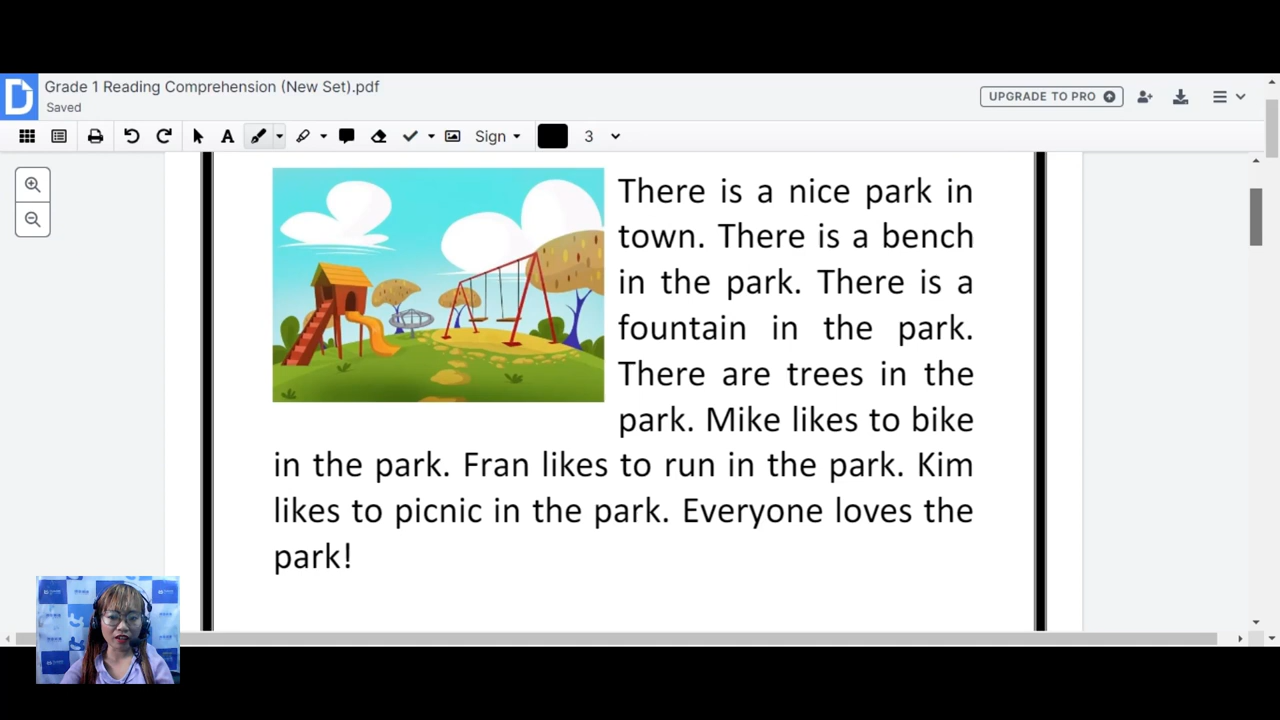 Grade 1 Reading Comprehension (New Set).pdf
Saved
UPGRADE TO PRO
A
Sign
3
There is a nice park in
town. There is a bench
in the park. There is a
fountain in the park.
There are trees in the
park. Mike likes to bike
in the park. Fran likes to run in the park. Kim
likes to picnic in the park. Everyone loves the
park!